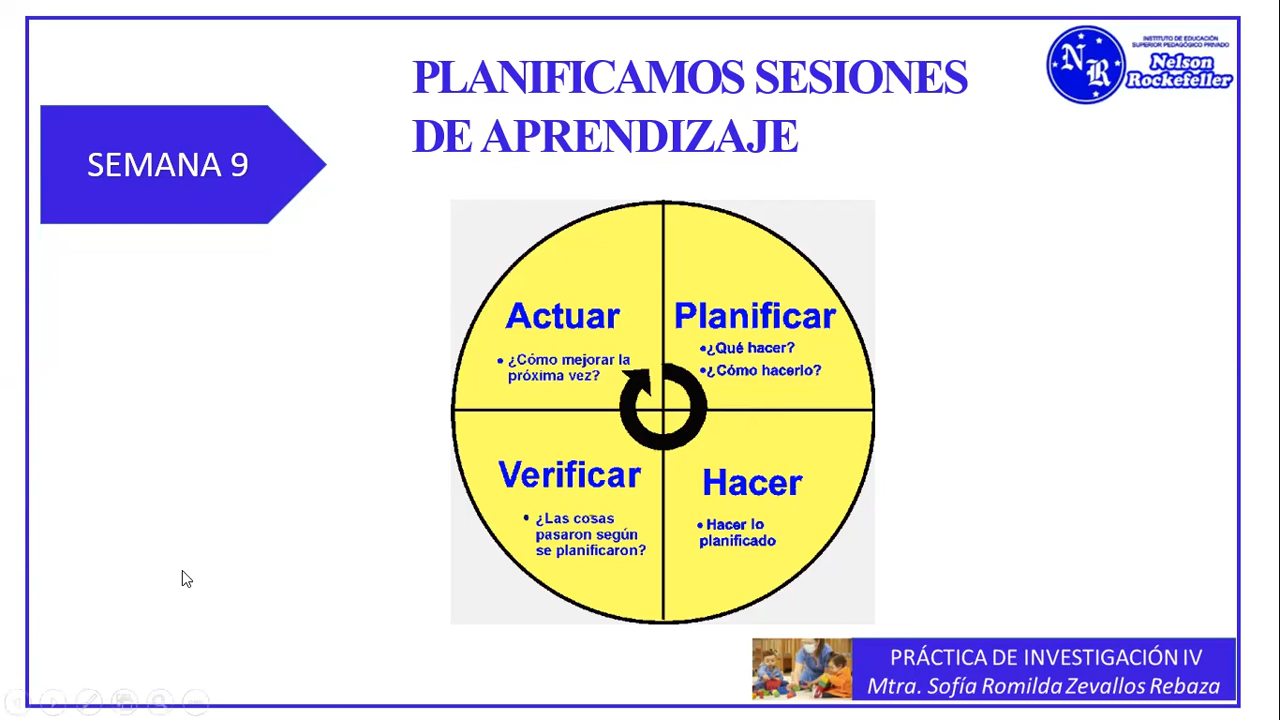 PLANIFICAMOS SESIONES
DE APRENDIZAJE
INSTITUTO DE EDUCACIÓN
SUPERIOR PEDAGÓGICO PRIVADO
Nelson
Rockefeller
N
R
SEMANA 9
Actuar
• ¿Cómo mejorar la
próxima vez?
Planificar
•¿Qué hacer?
•¿Cómo hacerlo?
Verificar
• ¿Las cosas
pasaron según
se planificaron?
Hacer
• Hacer lo
planificado
PRÁCTICA DE INVESTIGACIÓN IV
Mtra. Sofía Romilda Zevallos Rebaza